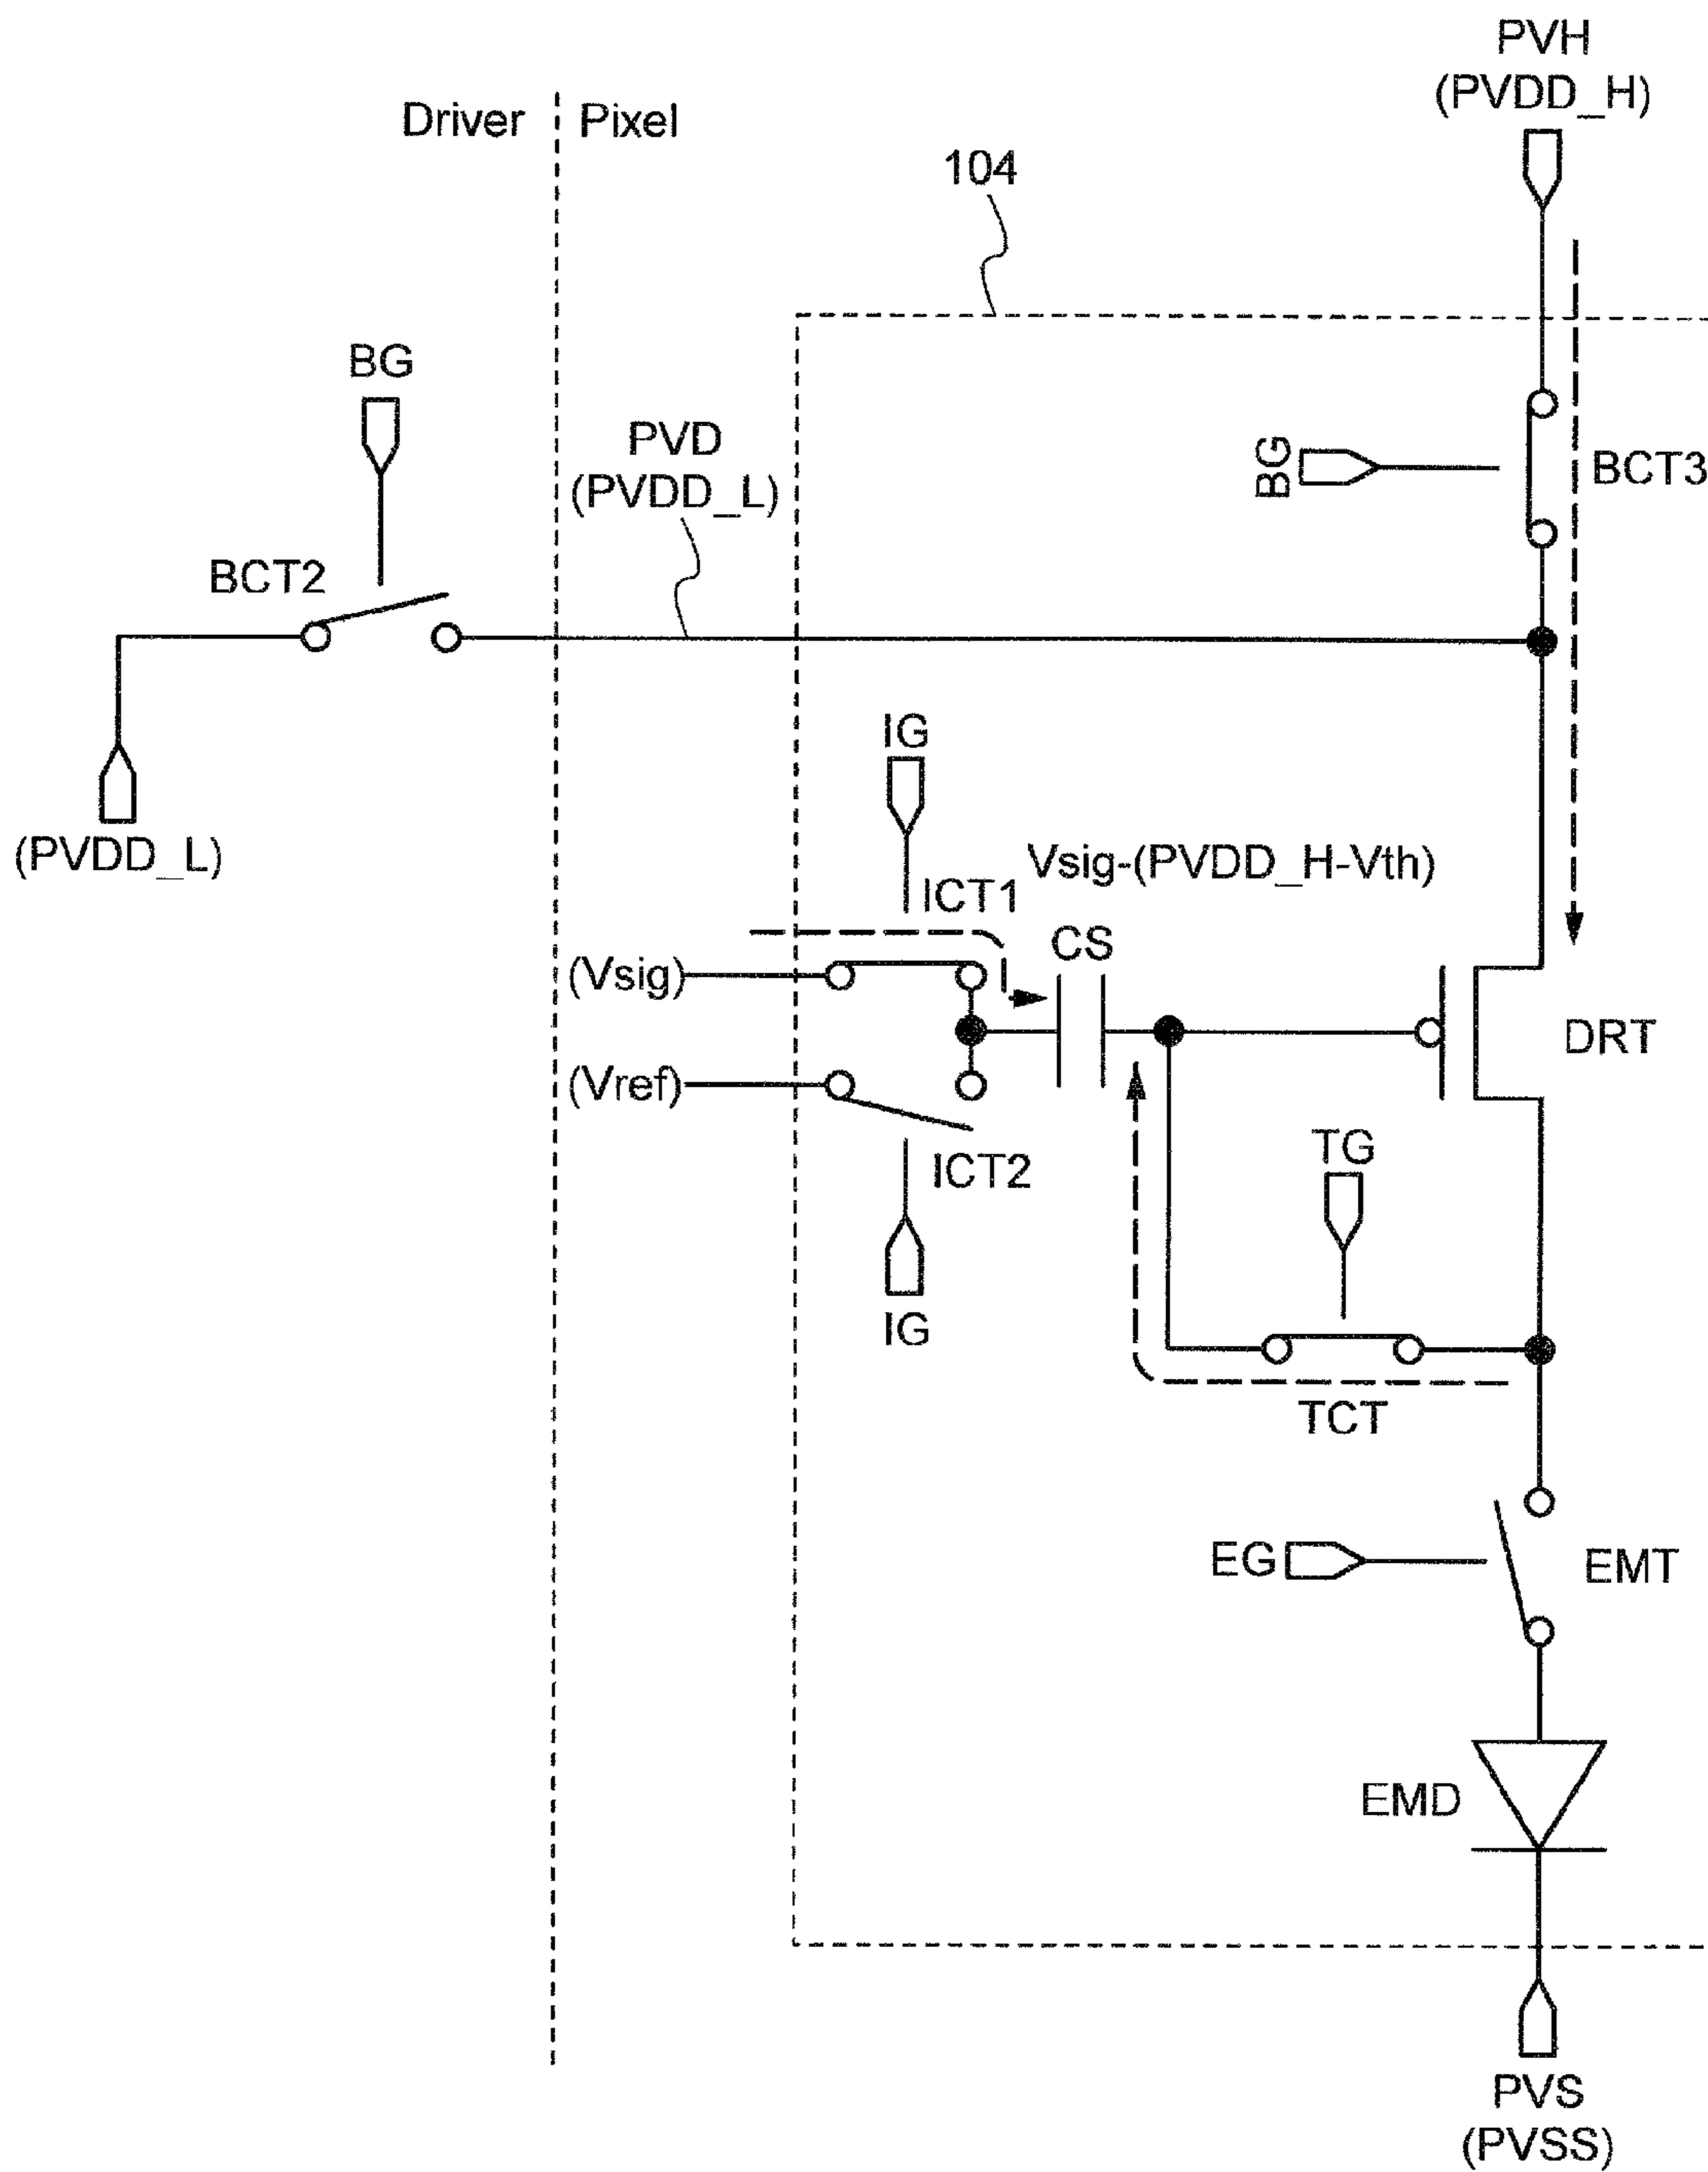 PVH
(PVDD_H)
Driver
Pixel
104
BG
PVD
(PVDD_L)
BG
BCT3
BCT2
IG
(PVDD_L)
Vsig-(PVDD_H-Vth)
ICT1
CS
(Vsig)
DRT
(Vref)
TG
ICT2
IG
TCT
EG
EMT
EMD
PVS
(PVSS)